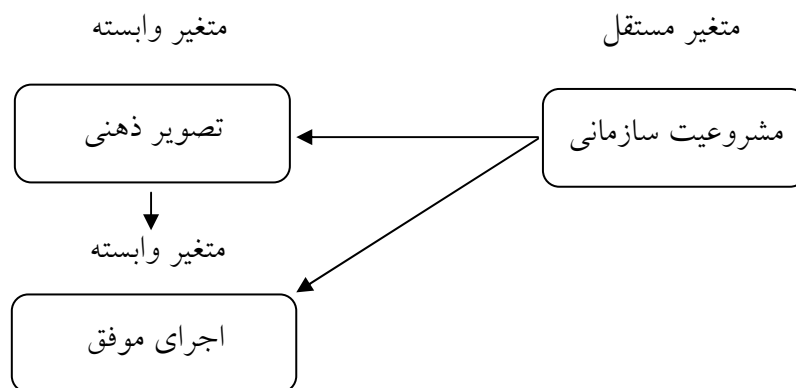 متغیر مستقل
متغیر وابسته
مشروعیت سازمانی
تصویر ذهنی
متغیر وابسته
اجرای موفق